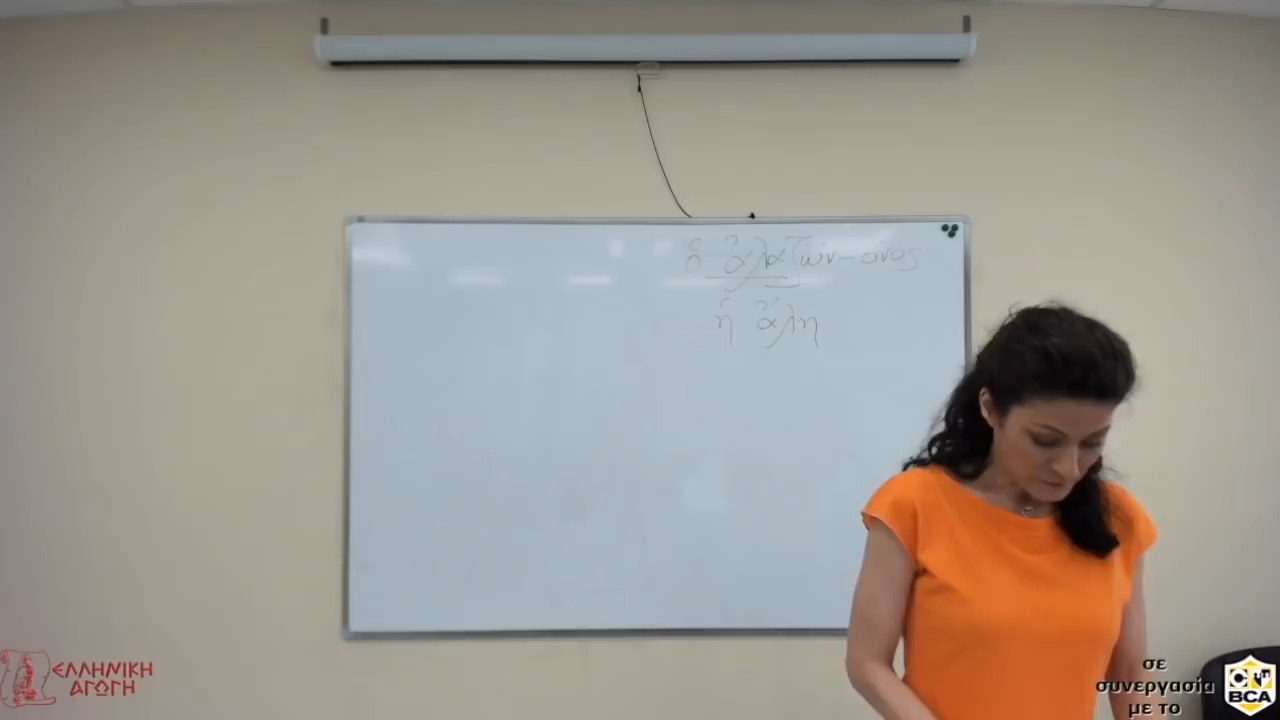 ὁ ἀλαζών-όνος
ἡ ἄλη
ΕΛΛΗΝΙΚΗ
ΑΓΩΓΗ
σε
συνεργασία
με το
BCA